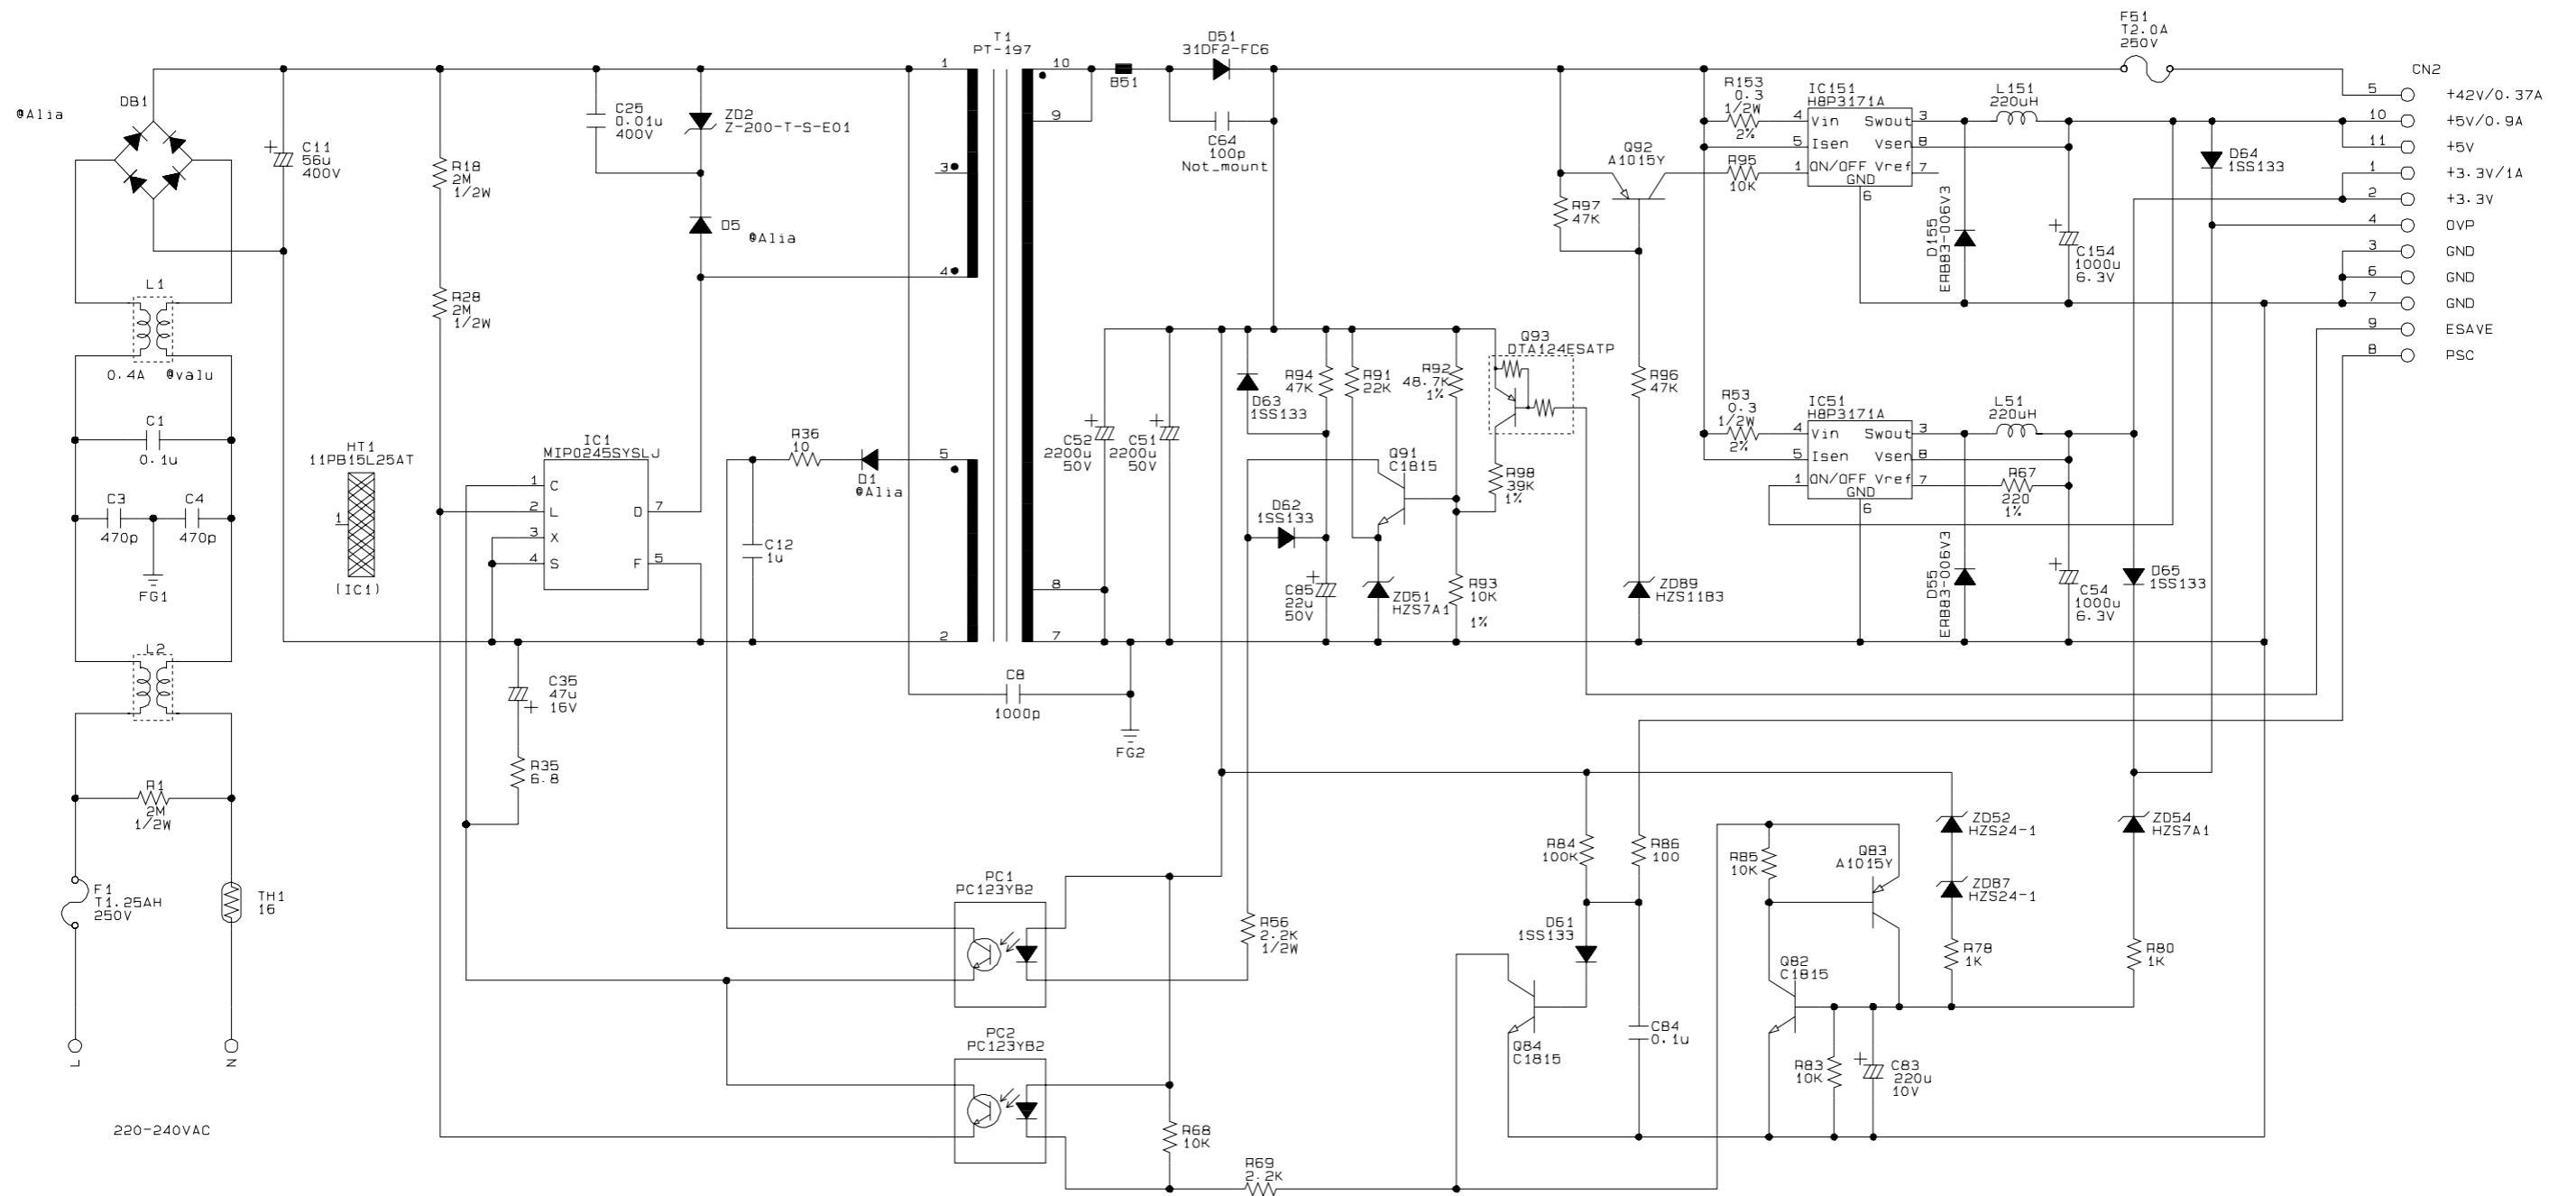 @Alia
DB1
C11
56u
400V
L1
0.4A @valu
C1
0.1u
C3
470p
C4
470p
FG1
L2
R1
2M
1/2W
F1
T1.25AH
250V
TH1
16
L
N
220-240VAC
HT1
11PB15L25AT
1
(IC1)
R18
2M
1/2W
R28
2M
1/2W
C25
0.01u
400V
ZD2
Z-200-T-S-E01
D5
@Alia
IC1
MIP0245SYSLJ
1 C
2 L
3 X
4 S
D 7
F 5
C35
47u
16V
R35
6.8
R36
10
D1
@Alia
C12
1u
T1
PT-197
1
3
4
5
2
10
9
8
7
B51
D51
31DF2-FC6
C64
100p
Not_mount
C8
1000p
FG2
C52
2200u
50V
C51
2200u
50V
D63
1SS133
R94
47K
R91
22K
R92
48.7K
1%
Q93
DTA124ESATP
Q91
C1815
R98
39K
1%
D62
1SS133
C85
22u
50V
ZD51
HZS7A1
R93
10K
1%
Q92
A1015Y
R97
47K
R95
10K
R96
47K
ZD89
HZS11B3
R153
0.3
1/2W
2%
IC151
H8P3171A
4 Vin Swout 3
5 Isen Vsen 8
1 ON/OFF Vref 7
GND
6
L151
220uH
D155
ERB83-006V3
C154
1000u
6.3V
D64
1SS133
R53
0.3
1/2W
2%
IC51
H8P3171A
4 Vin Swout 3
5 Isen Vsen 8
1 ON/OFF Vref 7
GND
6
L51
220uH
R67
220
1%
D55
ERB83-006V3
C54
1000u
6.3V
D65
1SS133
F51
T2.0A
250V
CN2
5 +42V/0.37A
10 +5V/0.9A
11 +5V
1 +3.3V/1A
2 +3.3V
4 OVP
3 GND
6 GND
7 GND
9 ESAVE
8 PSC
PC1
PC123YB2
PC2
PC123YB2
R56
2.2K
1/2W
R68
10K
R69
2.2K
R84
100K
R86
100
D61
1SS133
Q84
C1815
C84
0.1u
R85
10K
Q83
A1015Y
Q82
C1815
R83
10K
C83
220u
10V
ZD52
HZS24-1
ZD87
HZS24-1
R78
1K
ZD54
HZS7A1
R80
1K